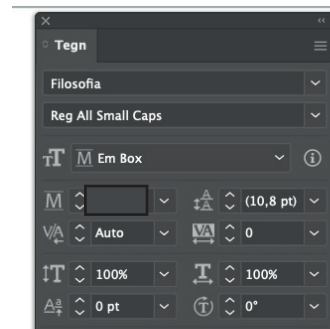 Tegn
Filosofia
Reg All Small Caps
Em Box
(10,8 pt)
Auto 0
100% 100%
0 pt 0°